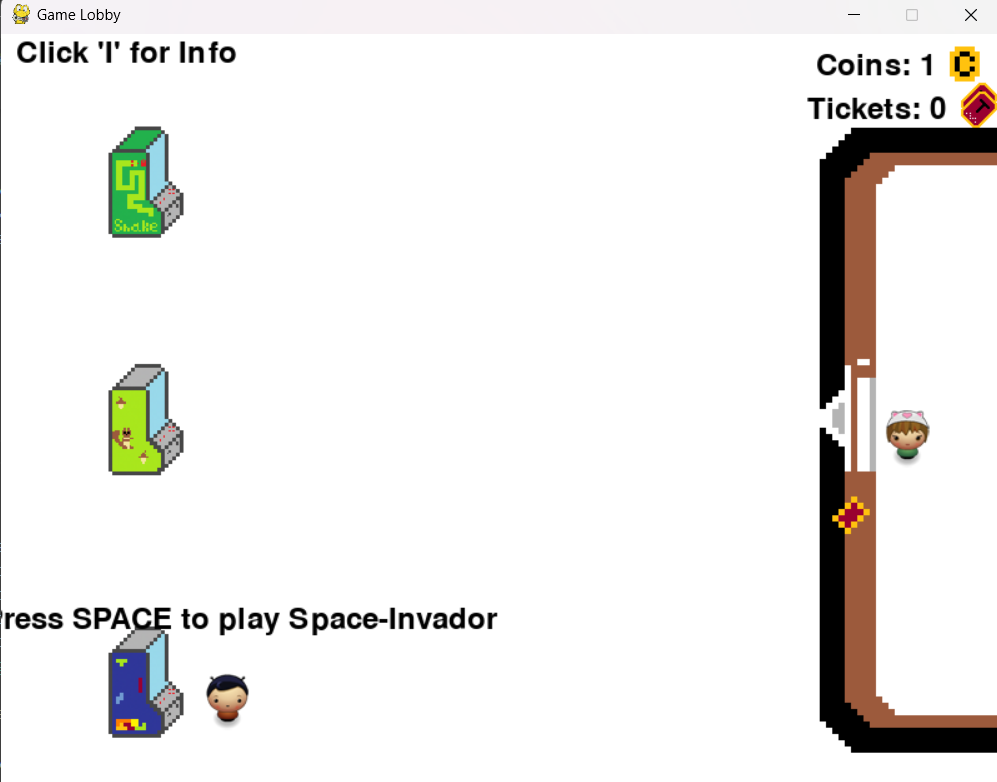 Game Lobby
Click 'I' for Info
Coins: 1 C
Tickets: 0 T
Snake
ress SPACE to play Space-Invador